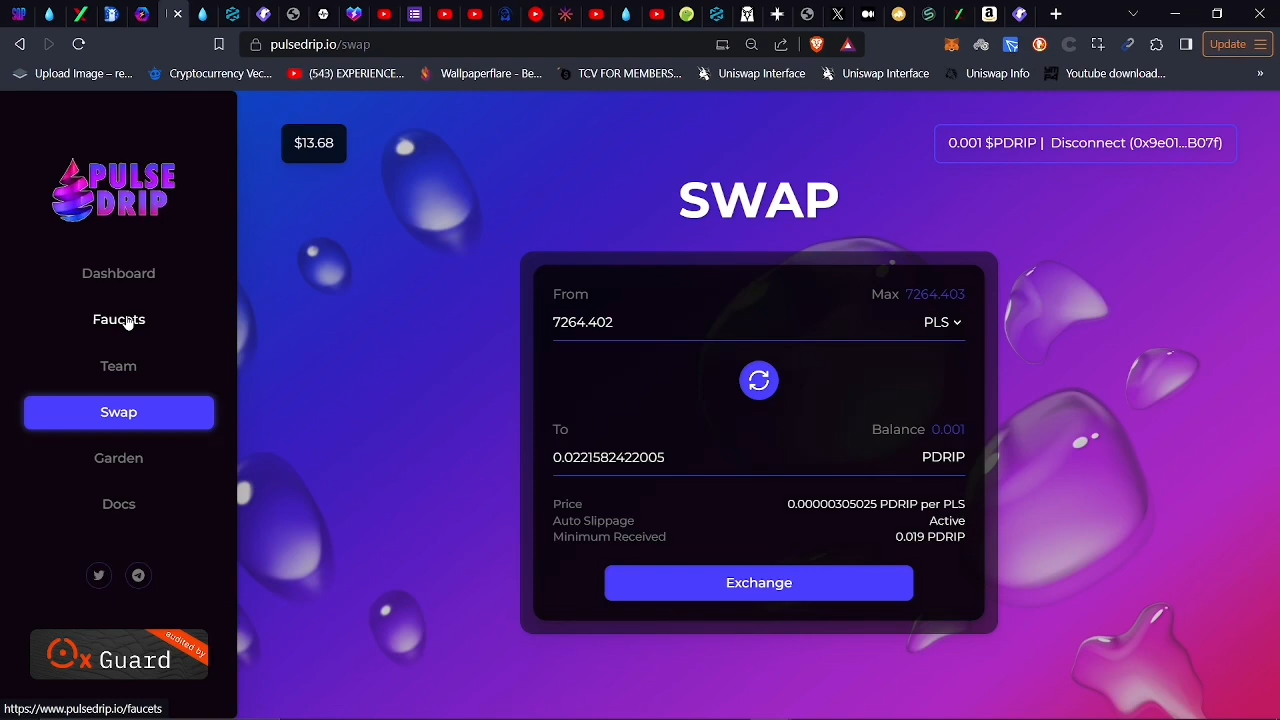 Update
pulsedrip.io/swap
Upload Image – re...
Cryptocurrency Vec...
(543) EXPERIENCE...
Wallpaperflare - Be...
TCV FOR MEMBERS...
Uniswap Interface
Uniswap Interface
Uniswap Info
Youtube download...
»
$13.68
0.001 $PDRIP | Disconnect (0x9e01...B07f)
PULSE
DRIP
SWAP
Dashboard
Faucets
Team
Swap
Garden
Docs
From
Max 7264.403
7264.402
PLS
To
Balance 0.001
0.0221582422005
PDRIP
Price
0.00000305025 PDRIP per PLS
Auto Slippage
Active
Minimum Received
0.019 PDRIP
Exchange
0x Guard
audited by
https://www.pulsedrip.io/faucets